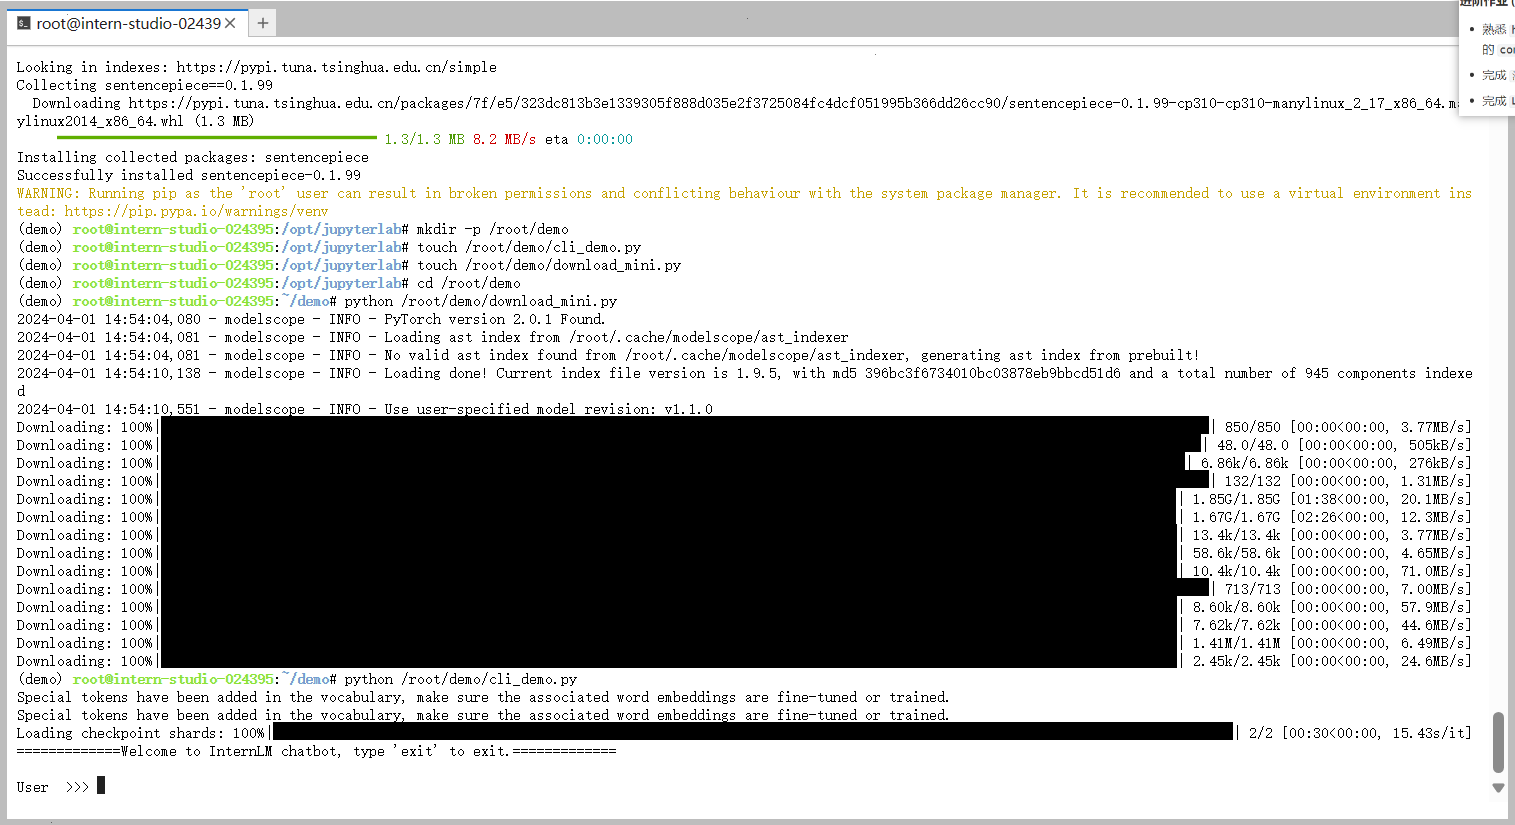 root@intern-studio-02439
进阶作业
熟悉
的 co
完成
完成
Looking in indexes: https://pypi.tuna.tsinghua.edu.cn/simple
Collecting sentencepiece==0.1.99
Downloading https://pypi.tuna.tsinghua.edu.cn/packages/7f/e5/323dc813b3e1339305f888d035e2f3725084fc4dcf051995b366dd26cc90/sentencepiece-0.1.99-cp310-cp310-manylinux_2_17_x86_64.ma
ylinux2014_x86_64.whl (1.3 MB)
1.3/1.3 MB 8.2 MB/s eta 0:00:00
Installing collected packages: sentencepiece
Successfully installed sentencepiece-0.1.99
WARNING: Running pip as the 'root' user can result in broken permissions and conflicting behaviour with the system package manager. It is recommended to use a virtual environment ins
tead: https://pip.pypa.io/warnings/venv
(demo) root@intern-studio-024395:/opt/jupyterlab# mkdir -p /root/demo
(demo) root@intern-studio-024395:/opt/jupyterlab# touch /root/demo/cli_demo.py
(demo) root@intern-studio-024395:/opt/jupyterlab# touch /root/demo/download_mini.py
(demo) root@intern-studio-024395:/opt/jupyterlab# cd /root/demo
(demo) root@intern-studio-024395:~/demo# python /root/demo/download_mini.py
2024-04-01 14:54:04,080 - modelscope - INFO - PyTorch version 2.0.1 Found.
2024-04-01 14:54:04,081 - modelscope - INFO - Loading ast index from /root/.cache/modelscope/ast_indexer
2024-04-01 14:54:04,081 - modelscope - INFO - No valid ast index found from /root/.cache/modelscope/ast_indexer, generating ast index from prebuilt!
2024-04-01 14:54:10,138 - modelscope - INFO - Loading done! Current index file version is 1.9.5, with md5 396bc3f6734010bc03878eb9bbcd51d6 and a total number of 945 components indexe
d
2024-04-01 14:54:10,551 - modelscope - INFO - Use user-specified model revision: v1.1.0
Downloading: 100%| | 850/850 [00:00<00:00, 3.77MB/s]
Downloading: 100%| | 48.0/48.0 [00:00<00:00, 505kB/s]
Downloading: 100%| | 6.86k/6.86k [00:00<00:00, 276kB/s]
Downloading: 100%| | 132/132 [00:00<00:00, 1.31MB/s]
Downloading: 100%| | 1.85G/1.85G [01:38<00:00, 20.1MB/s]
Downloading: 100%| | 1.67G/1.67G [02:26<00:00, 12.3MB/s]
Downloading: 100%| | 13.4k/13.4k [00:00<00:00, 3.77MB/s]
Downloading: 100%| | 58.6k/58.6k [00:00<00:00, 4.65MB/s]
Downloading: 100%| | 10.4k/10.4k [00:00<00:00, 71.0MB/s]
Downloading: 100%| | 713/713 [00:00<00:00, 7.00MB/s]
Downloading: 100%| | 8.60k/8.60k [00:00<00:00, 57.9MB/s]
Downloading: 100%| | 7.62k/7.62k [00:00<00:00, 44.6MB/s]
Downloading: 100%| | 1.41M/1.41M [00:00<00:00, 6.49MB/s]
Downloading: 100%| | 2.45k/2.45k [00:00<00:00, 24.6MB/s]
(demo) root@intern-studio-024395:~/demo# python /root/demo/cli_demo.py
Special tokens have been added in the vocabulary, make sure the associated word embeddings are fine-tuned or trained.
Special tokens have been added in the vocabulary, make sure the associated word embeddings are fine-tuned or trained.
Loading checkpoint shards: 100%| | 2/2 [00:30<00:00, 15.43s/it]
=============Welcome to InternLM chatbot, type 'exit' to exit.=============
User >>>